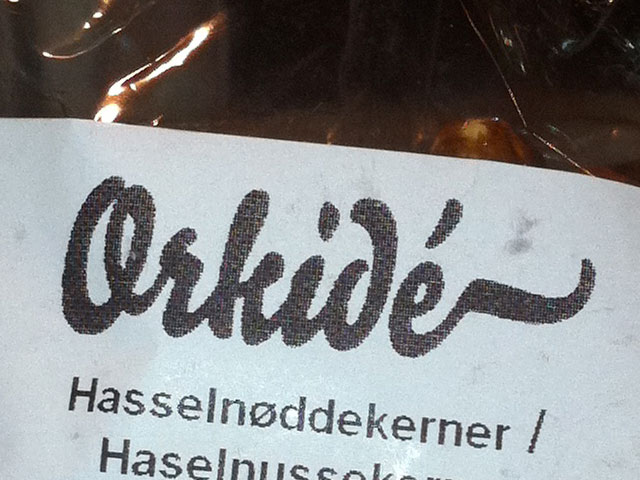 Orkidé
Hasselnøddekerner /